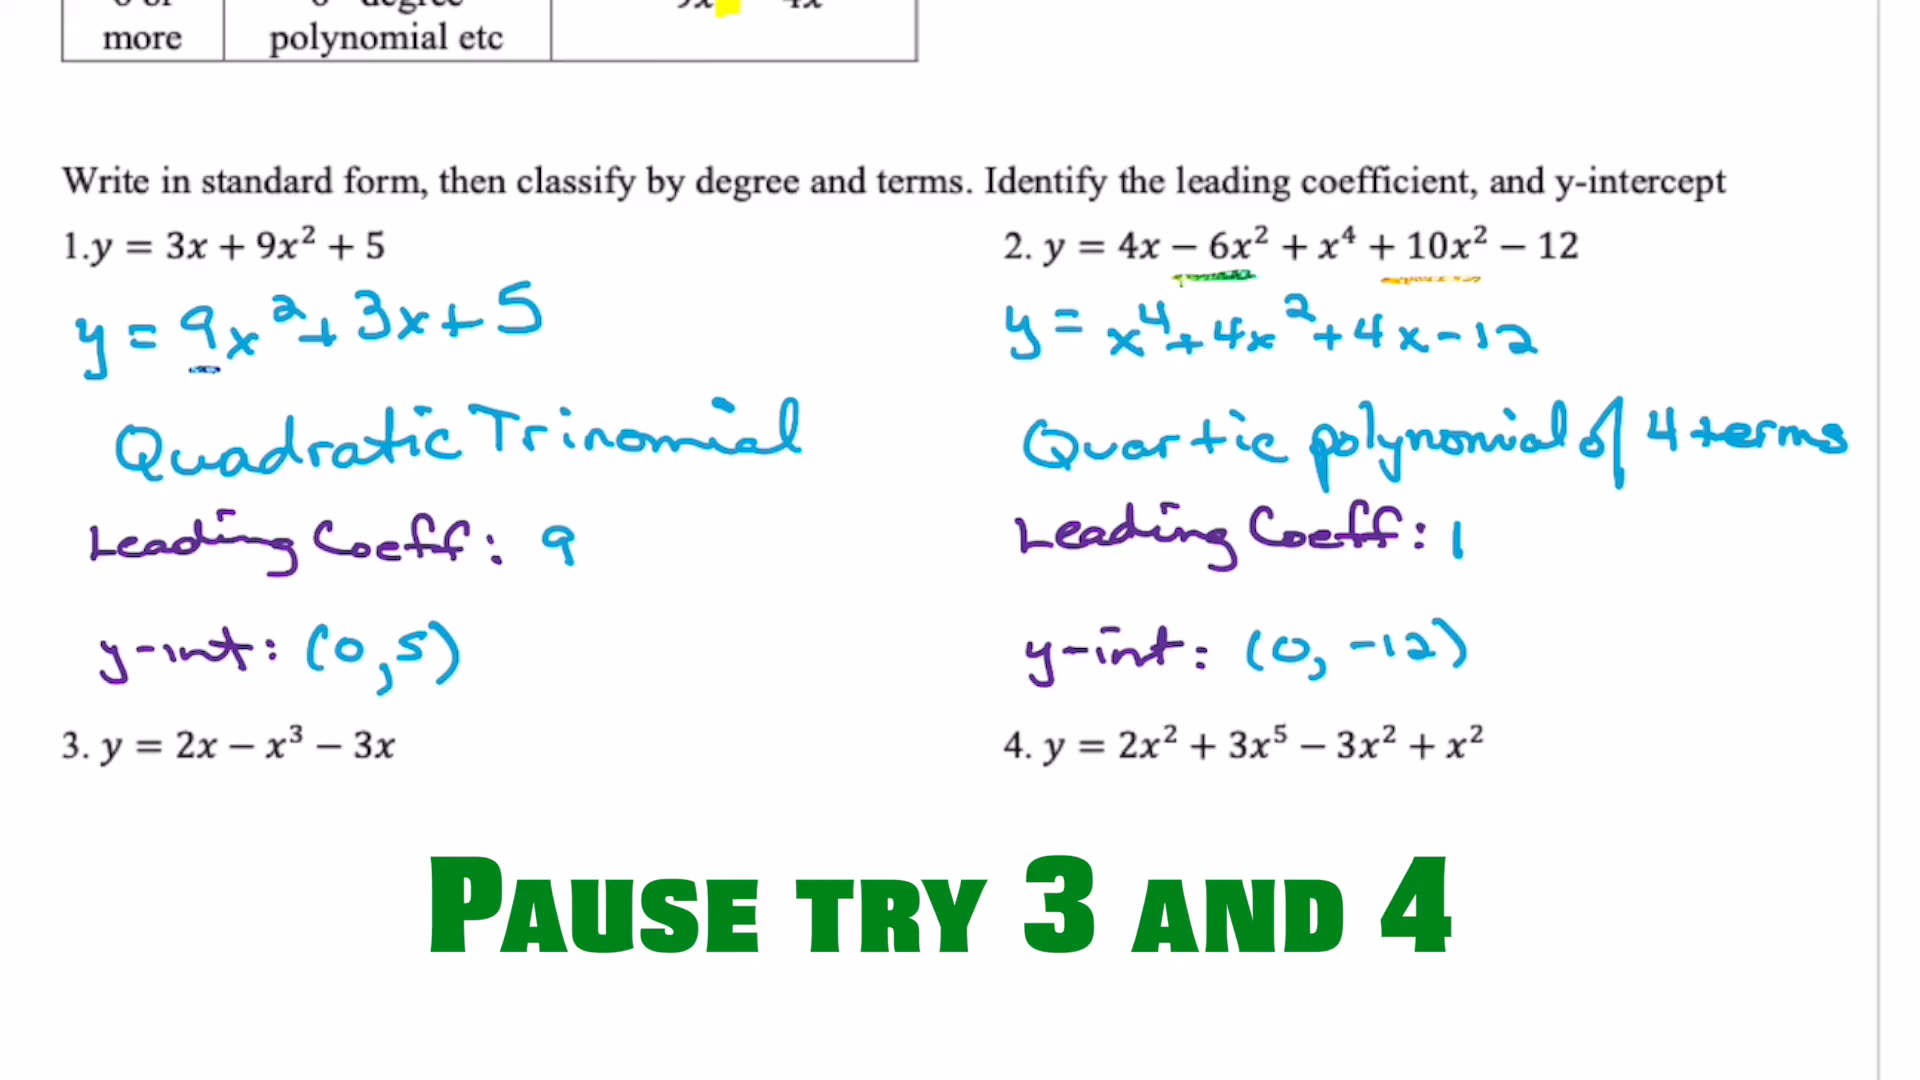 more
polynomial etc
Write in standard form, then classify by degree and terms. Identify the leading coefficient, and y-intercept
1.y = 3x + 9x² + 5
y = 9x² + 3x + 5
Quadratic Trinomial
Leading Coeff: 9
y-int: (0,5)
2. y = 4x − 6x² + x⁴ + 10x² − 12
y = x⁴ + 4x² + 4x - 12
Quartic polynomial of 4 terms
Leading Coeff: 1
y-int: (0, -12)
3. y = 2x − x³ − 3x
4. y = 2x² + 3x⁵ − 3x² + x²
PAUSE TRY 3 AND 4